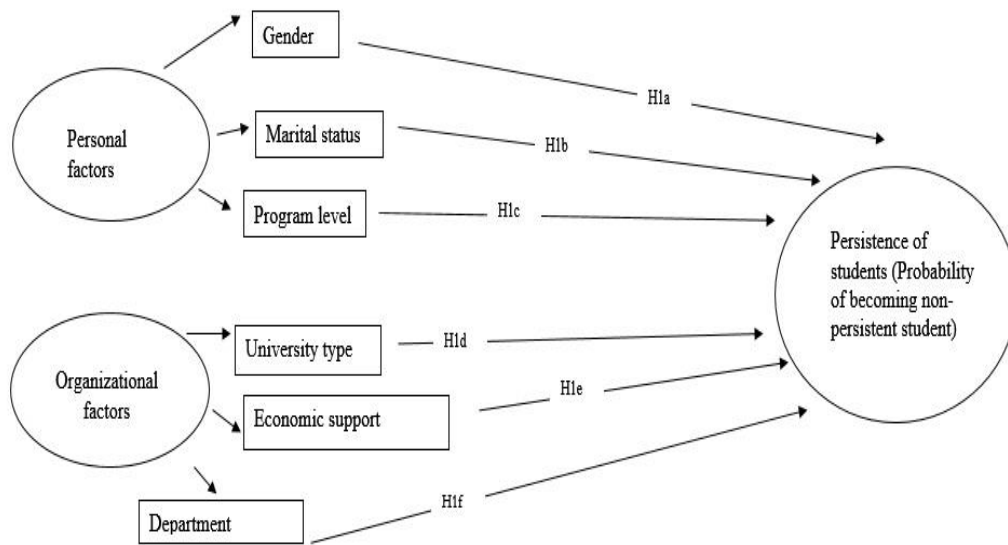 Gender
H1a
Personal
factors
Marital status
H1b
Program level
H1c
Persistence of
students (Probability
of becoming non-
persistent student)
University type
H1d
Organizational
factors
Economic support
H1e
Department
H1f